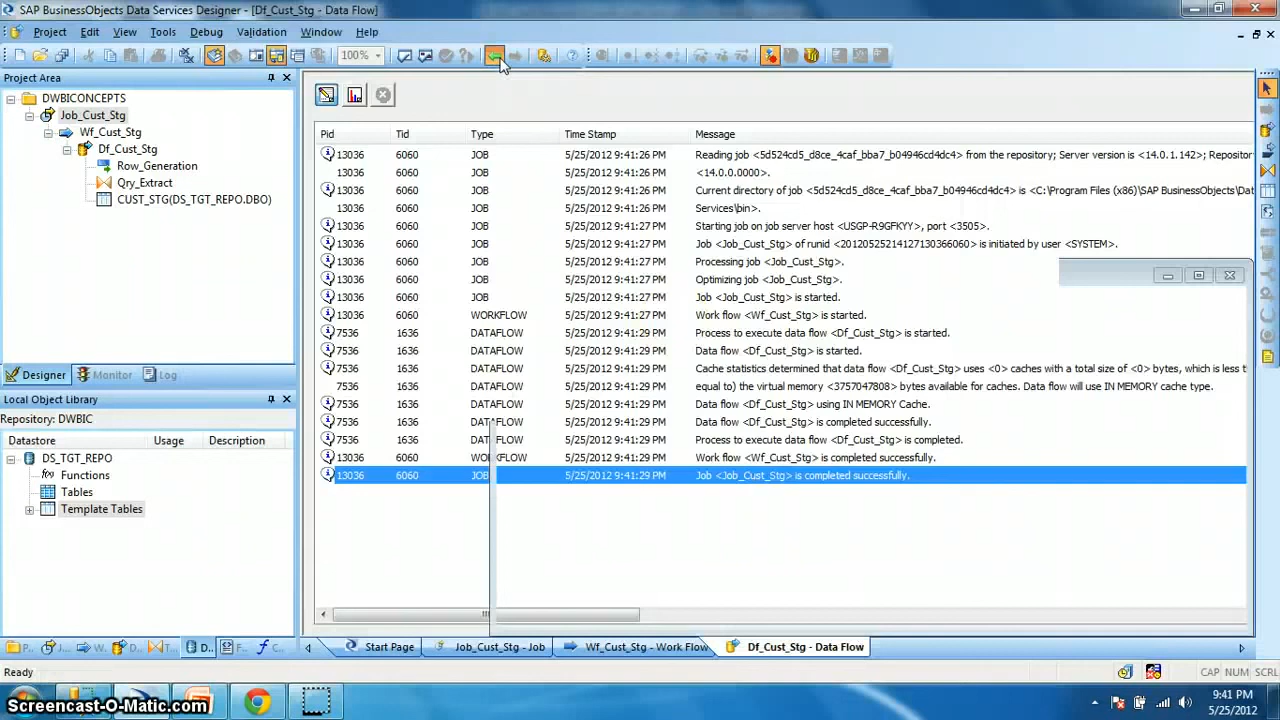 SAP BusinessObjects Data Services Designer - [Df_Cust_Stg - Data Flow]
Project Edit View Tools Debug Validation Window Help
100%
Project Area
DWBICONCEPTS
Job_Cust_Stg
Wf_Cust_Stg
Df_Cust_Stg
Row_Generation
Qry_Extract
CUST_STG(DS_TGT_REPO.DBO)
Designer Monitor Log
Local Object Library
Repository: DWBIC
Datastore Usage Description
DS_TGT_REPO
Functions
Tables
Template Tables
P.. J... W.. D... T... D.. F... C...
Pid Tid Type Time Stamp Message
13036 6060 JOB 5/25/2012 9:41:26 PM Reading job <5d524cd5_d8ce_4caf_bba7_b04946cd4dc4> from the repository; Server version is <14.0.1.142>; Repositor
13036 6060 JOB 5/25/2012 9:41:26 PM <14.0.0.0000>.
13036 6060 JOB 5/25/2012 9:41:26 PM Current directory of job <5d524cd5_d8ce_4caf_bba7_b04946cd4dc4> is <C:\Program Files (x86)\SAP BusinessObjects\Dat
13036 6060 JOB 5/25/2012 9:41:26 PM Services\bin>.
13036 6060 JOB 5/25/2012 9:41:27 PM Starting job on job server host <USGP-R9GFKYY>, port <3505>.
13036 6060 JOB 5/25/2012 9:41:27 PM Job <Job_Cust_Stg> of runid <2012052521412713036​6060> is initiated by user <SYSTEM>.
13036 6060 JOB 5/25/2012 9:41:27 PM Processing job <Job_Cust_Stg>.
13036 6060 JOB 5/25/2012 9:41:27 PM Optimizing job <Job_Cust_Stg>.
13036 6060 JOB 5/25/2012 9:41:27 PM Job <Job_Cust_Stg> is started.
13036 6060 WORKFLOW 5/25/2012 9:41:27 PM Work flow <Wf_Cust_Stg> is started.
7536 1636 DATAFLOW 5/25/2012 9:41:29 PM Process to execute data flow <Df_Cust_Stg> is started.
7536 1636 DATAFLOW 5/25/2012 9:41:29 PM Data flow <Df_Cust_Stg> is started.
7536 1636 DATAFLOW 5/25/2012 9:41:29 PM Cache statistics determined that data flow <Df_Cust_Stg> uses <0> caches with a total size of <0> bytes, which is less t
7536 1636 DATAFLOW 5/25/2012 9:41:29 PM equal to) the virtual memory <3757047808> bytes available for caches. Data flow will use IN MEMORY cache type.
7536 1636 DATAFLOW 5/25/2012 9:41:29 PM Data flow <Df_Cust_Stg> using IN MEMORY Cache.
7536 1636 DATAFLOW 5/25/2012 9:41:29 PM Data flow <Df_Cust_Stg> is completed successfully.
7536 1636 DATAFLOW 5/25/2012 9:41:29 PM Process to execute data flow <Df_Cust_Stg> is completed.
13036 6060 WORKFLOW 5/25/2012 9:41:29 PM Work flow <Wf_Cust_Stg> is completed successfully.
13036 6060 JOB 5/25/2012 9:41:29 PM Job <Job_Cust_Stg> is completed successfully.
Start Page Job_Cust_Stg - Job Wf_Cust_Stg - Work Flow Df_Cust_Stg - Data Flow
Ready CAP NUM SCRL
Screencast-O-Matic.com
9:41 PM
5/25/2012